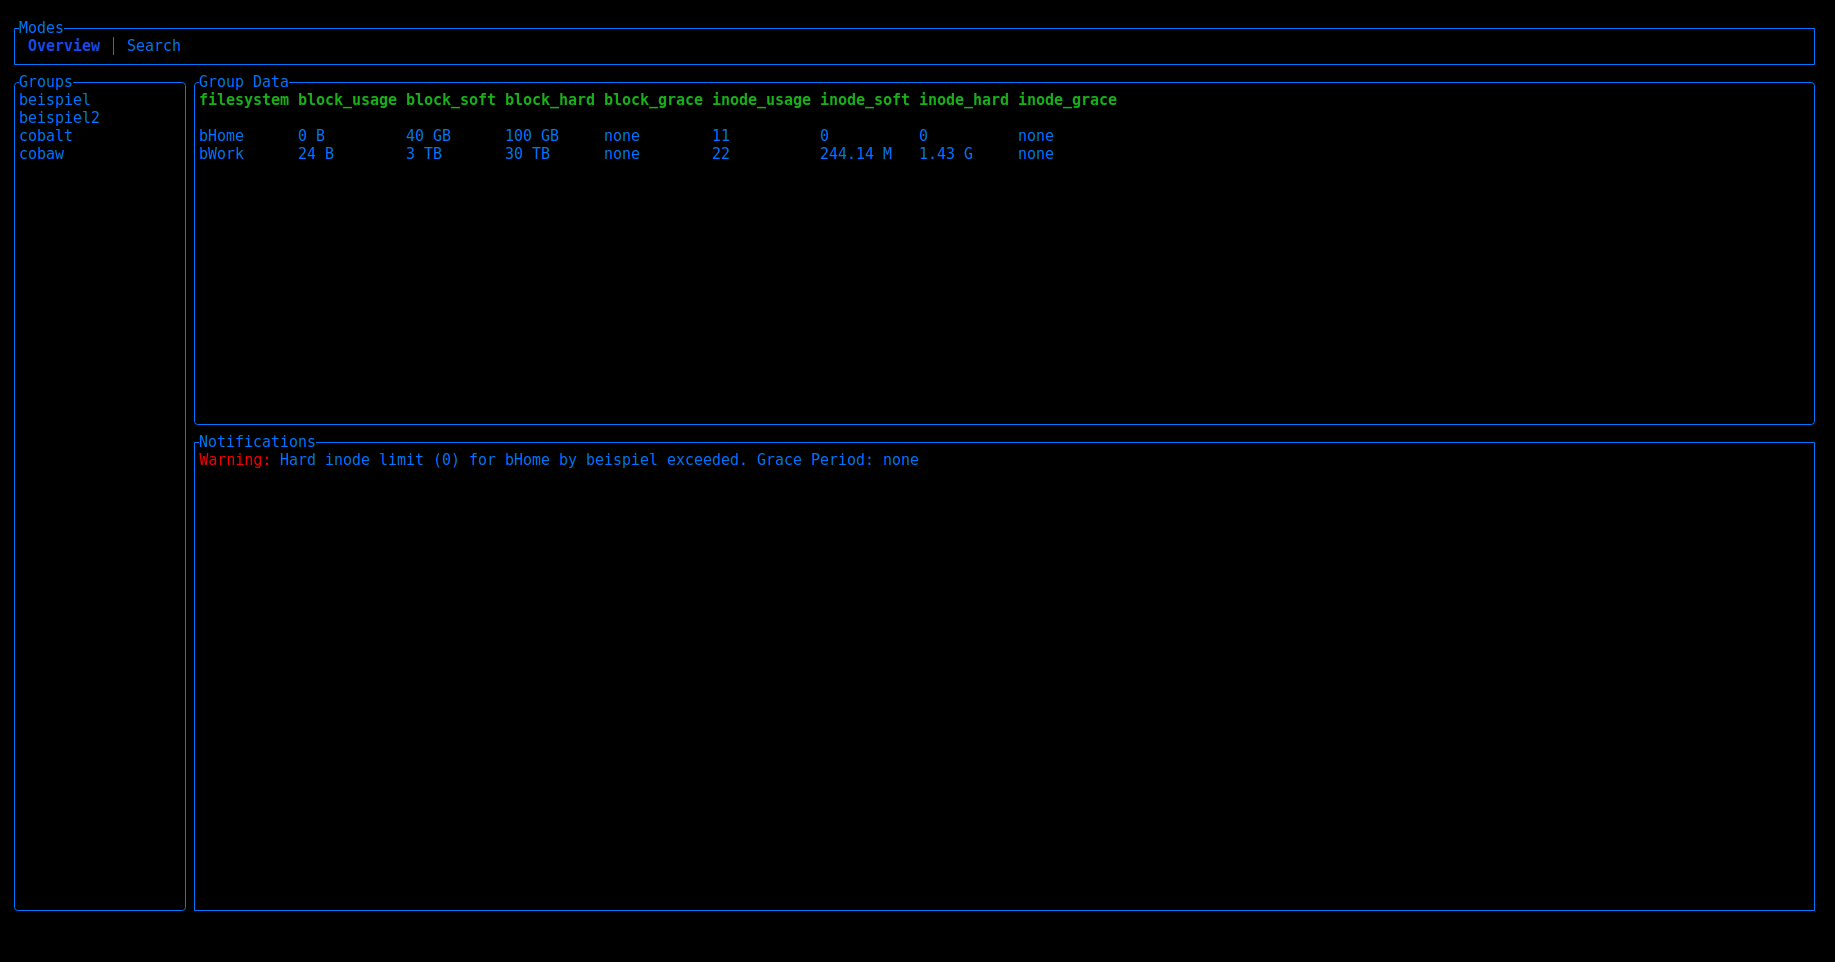 Modes
Overview │ Search
Groups
beispiel
beispiel2
cobalt
cobaw
Group Data
filesystem block_usage block_soft block_hard block_grace inode_usage inode_soft inode_hard inode_grace
bHome 0 B 40 GB 100 GB none 11 0 0 none
bWork 24 B 3 TB 30 TB none 22 244.14 M 1.43 G none
Notifications
Warning: Hard inode limit (0) for bHome by beispiel exceeded. Grace Period: none